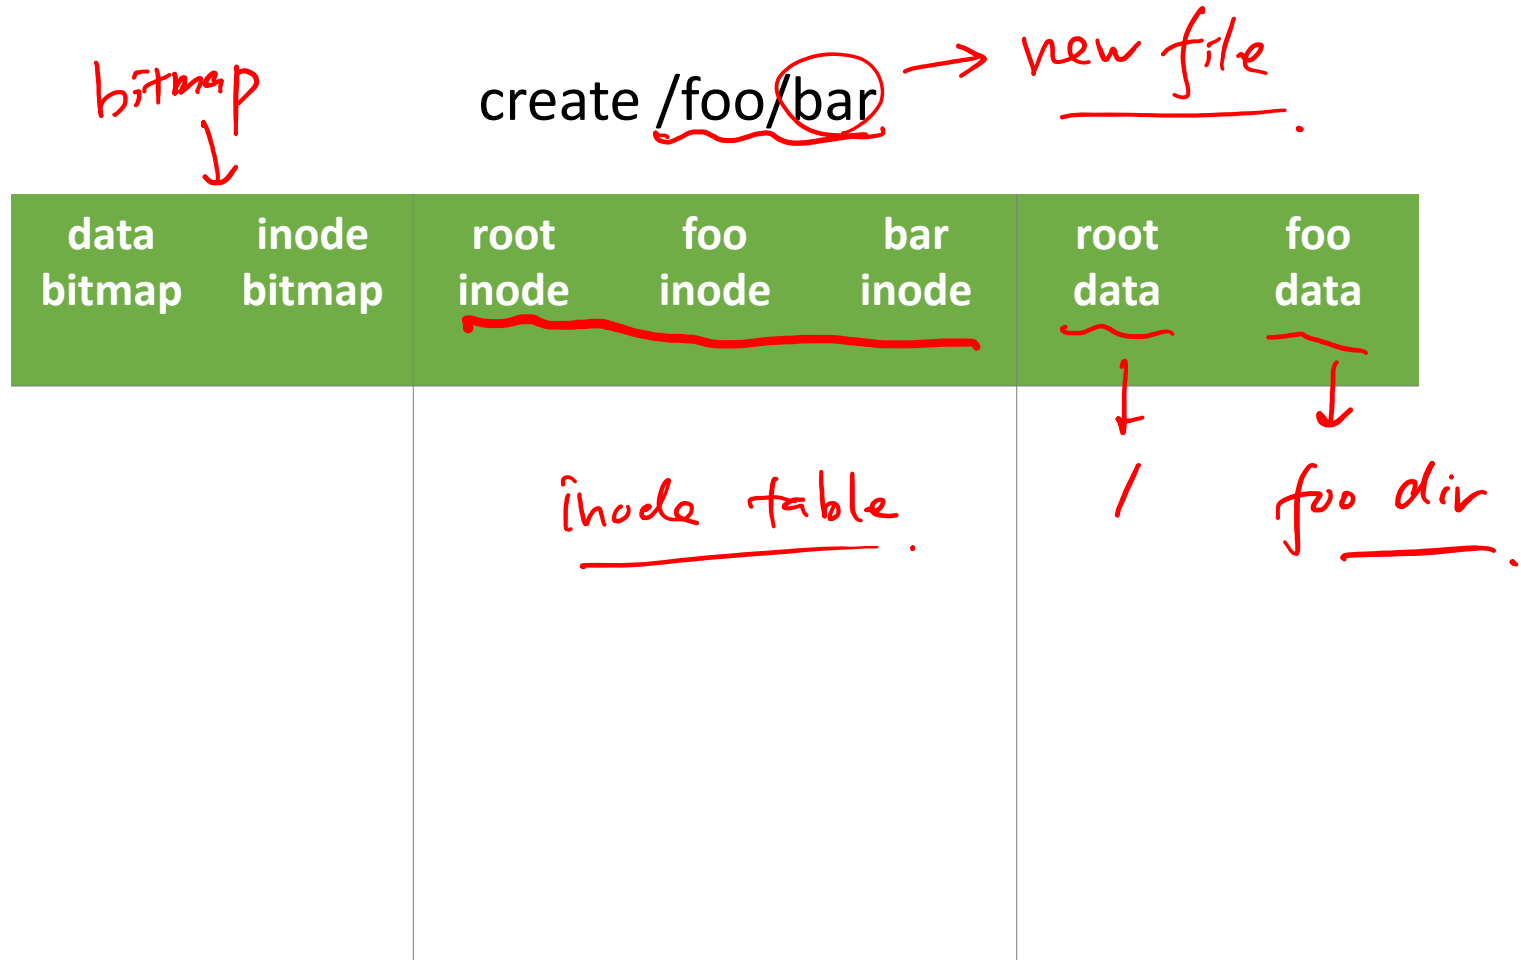 new file.
bitmap
create /foo/bar
data inode root foo bar root foo
bitmap bitmap inode inode inode data data
inode table. / foo dir.